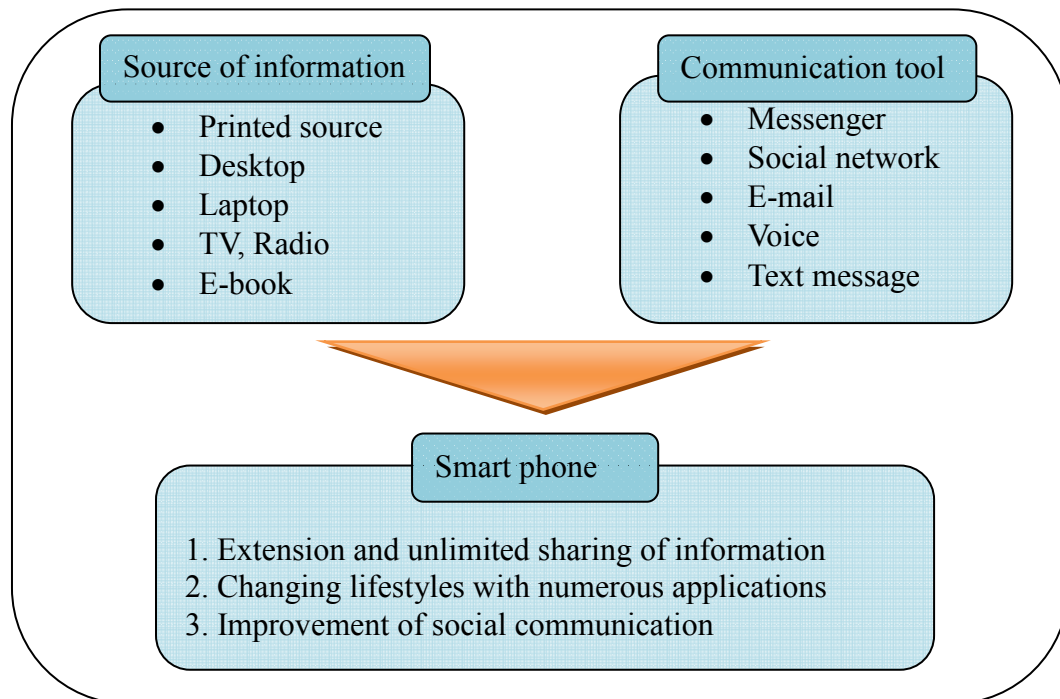 Source of information
• Printed source
• Desktop
• Laptop
• TV, Radio
• E-book
Communication tool
• Messenger
• Social network
• E-mail
• Voice
• Text message
Smart phone
1. Extension and unlimited sharing of information
2. Changing lifestyles with numerous applications
3. Improvement of social communication